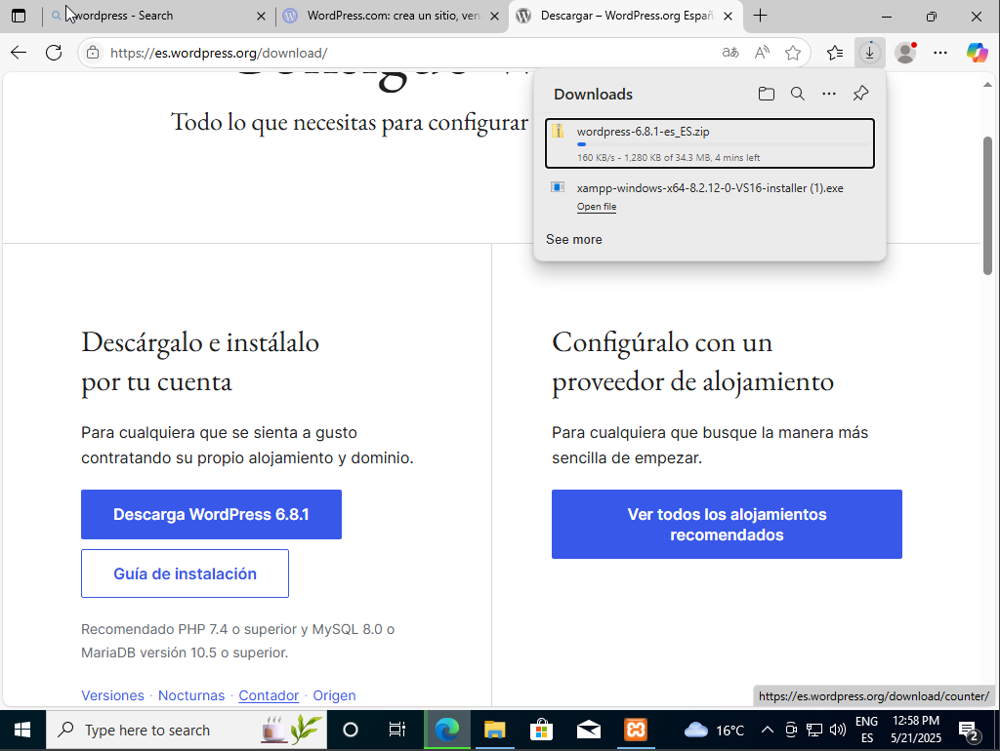 wordpress - Search
WordPress.com: crea un sitio, ven
Descargar – WordPress.org Españ
https://es.wordpress.org/download/
Todo lo que necesitas para configurar
Downloads
wordpress-6.8.1-es_ES.zip
160 KB/s - 1,280 KB of 34.3 MB, 4 mins left
xampp-windows-x64-8.2.12-0-VS16-installer (1).exe
Open file
See more
Descárgalo e instálalo
por tu cuenta
Para cualquiera que se sienta a gusto
contratando su propio alojamiento y dominio.
Descarga WordPress 6.8.1
Guía de instalación
Recomendado PHP 7.4 o superior y MySQL 8.0 o
MariaDB versión 10.5 o superior.
Versiones · Nocturnas · Contador · Origen
Configúralo con un
proveedor de alojamiento
Para cualquiera que busque la manera más
sencilla de empezar.
Ver todos los alojamientos
recomendados
https://es.wordpress.org/download/counter/
Type here to search
16°C
ENG
ES
12:58 PM
5/21/2025
2